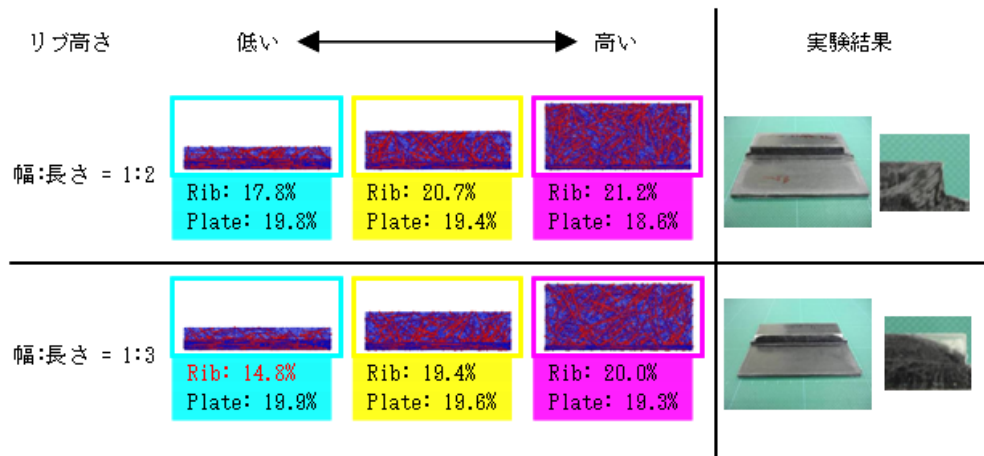 リブ高さ 低い 高い 実験結果
幅:長さ = 1:2
Rib: 17.8%
Plate: 19.8%
Rib: 20.7%
Plate: 19.4%
Rib: 21.2%
Plate: 18.6%
幅:長さ = 1:3
Rib: 14.8%
Plate: 19.9%
Rib: 19.4%
Plate: 19.6%
Rib: 20.0%
Plate: 19.3%